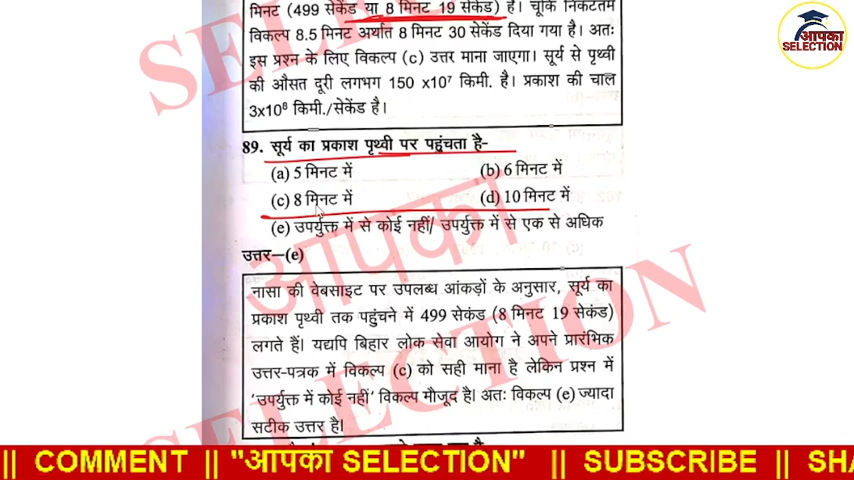 मिनट (499 सेकेंड या 8 मिनट 19 सेकेंड) है। चूंकि निकटतम
विकल्प 8.5 मिनट अर्थात 8 मिनट 30 सेकेंड दिया गया है। अतः
इस प्रश्न के लिए विकल्प (c) उत्तर माना जाएगा। सूर्य से पृथ्वी
की औसत दूरी लगभग 150 x10⁷ किमी. है। प्रकाश की चाल
3x10⁸ किमी./सेकेंड है।
89. सूर्य का प्रकाश पृथ्वी पर पहुंचता है-
(a) 5 मिनट में (b) 6 मिनट में
(c) 8 मिनट में (d) 10 मिनट में
(e) उपर्युक्त में से कोई नहीं/ उपर्युक्त में से एक से अधिक
उत्तर–(e)
नासा की वेबसाइट पर उपलब्ध आंकड़ों के अनुसार, सूर्य का
प्रकाश पृथ्वी तक पहुंचने में 499 सेकंड (8 मिनट 19 सेकंड)
लगते हैं। यद्यपि बिहार लोक सेवा आयोग ने अपने प्रारंभिक
उत्तर-पत्रक में विकल्प (c) को सही माना है लेकिन प्रश्न में
'उपर्युक्त में कोई नहीं' विकल्प मौजूद है। अतः विकल्प (e) ज्यादा
सटीक उत्तर है।
आपका
SELECTION
SELECTION
आपका
SELECTION
|| COMMENT || "आपका SELECTION" || SUBSCRIBE || SHA